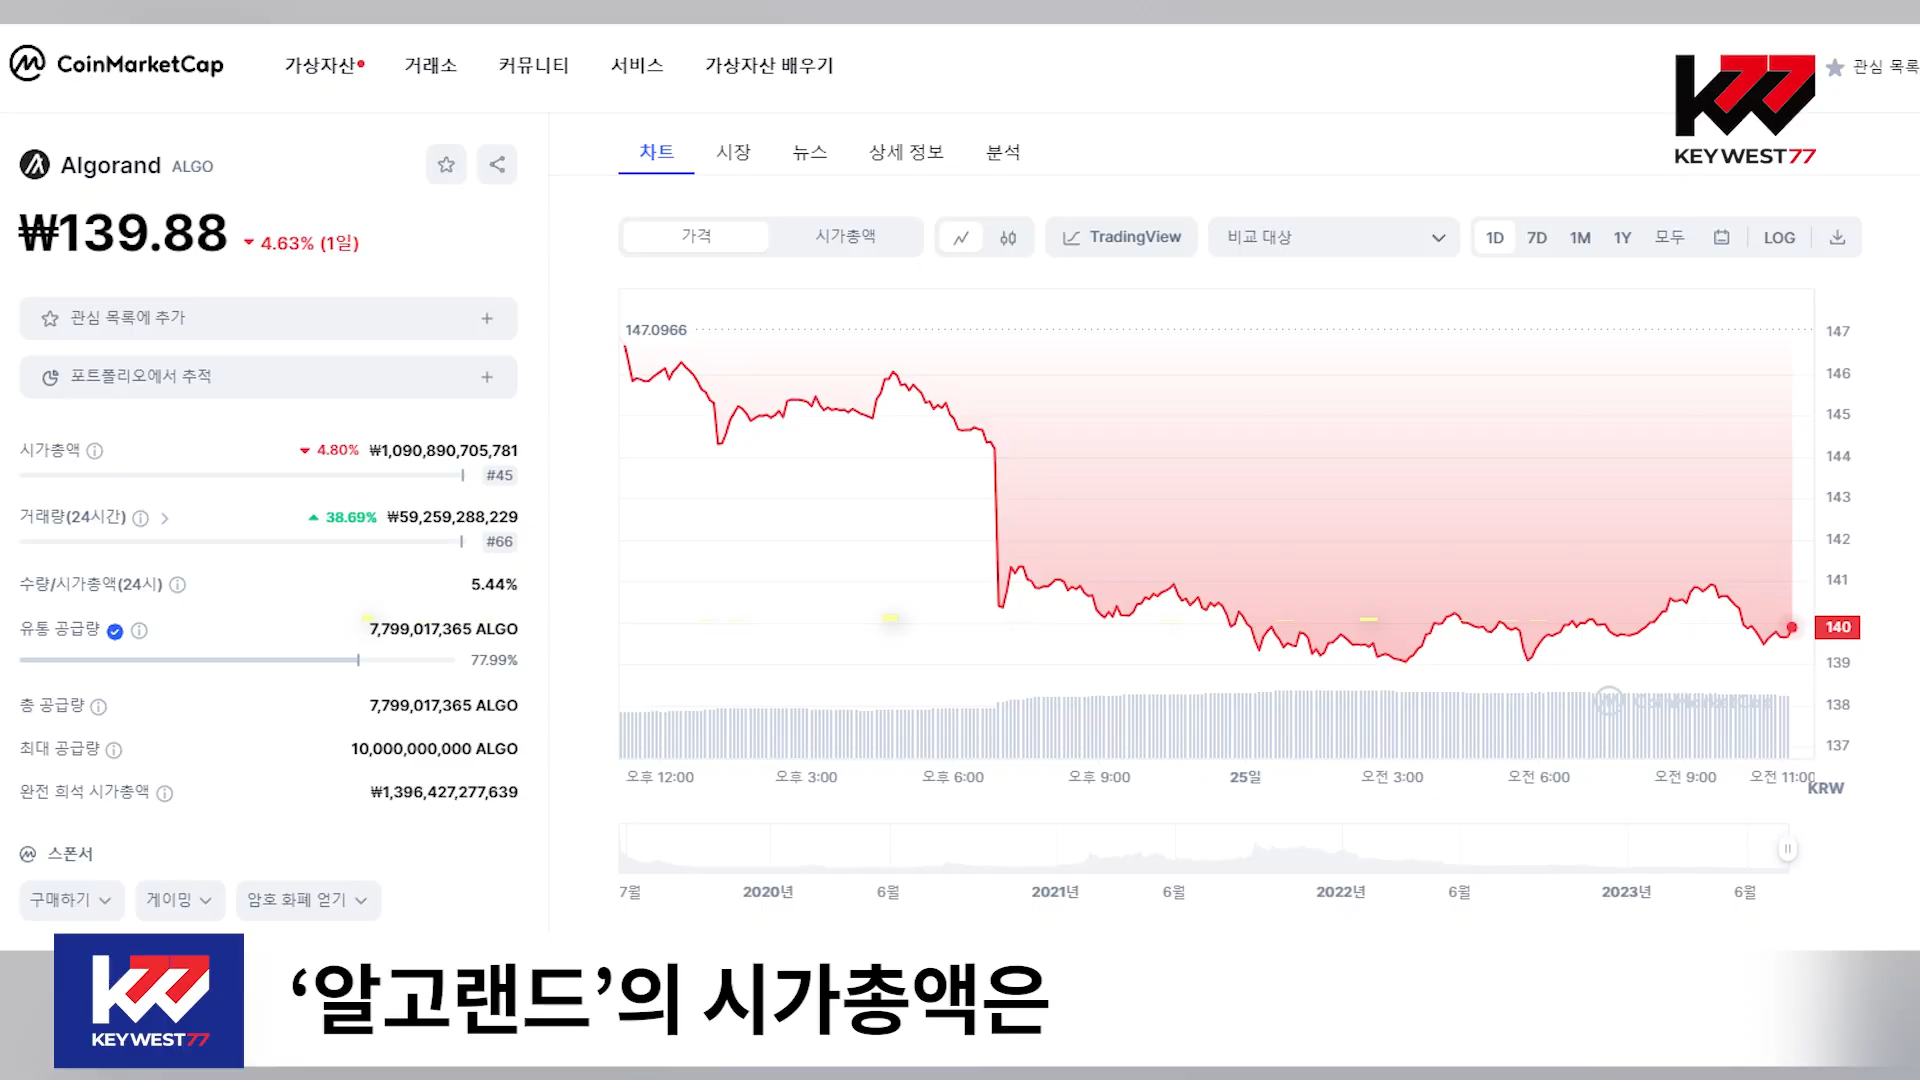 CoinMarketCap 가상자산 거래소 커뮤니티 서비스 가상자산 배우기
관심 목록
K77
KEY WEST 77
Algorand ALGO
₩139.88 4.63% (1일)
관심 목록에 추가 +
포트폴리오에서 추적 +
시가총액 4.80% ₩1,090,890,705,781
#45
거래량(24시간) 38.69% ₩59,259,288,229
#66
수량/시가총액(24시) 5.44%
유통 공급량 7,799,017,365 ALGO
77.99%
총 공급량 7,799,017,365 ALGO
최대 공급량 10,000,000,000 ALGO
완전 희석 시가총액 ₩1,396,427,277,639
스폰서
구매하기 게이밍 암호 화폐 얻기
차트 시장 뉴스 상세 정보 분석
가격 시가총액 TradingView 비교 대상 1D 7D 1M 1Y 모두 LOG
147.0966
147
146
145
144
143
142
141
140
139
138
137
CoinMarketCap
오후 12:00 오후 3:00 오후 6:00 오후 9:00 25일 오전 3:00 오전 6:00 오전 9:00 오전 11:00
KRW
7월 2020년 6월 2021년 6월 2022년 6월 2023년 6월
K77
KEY WEST 77
‘알고랜드’의 시가총액은